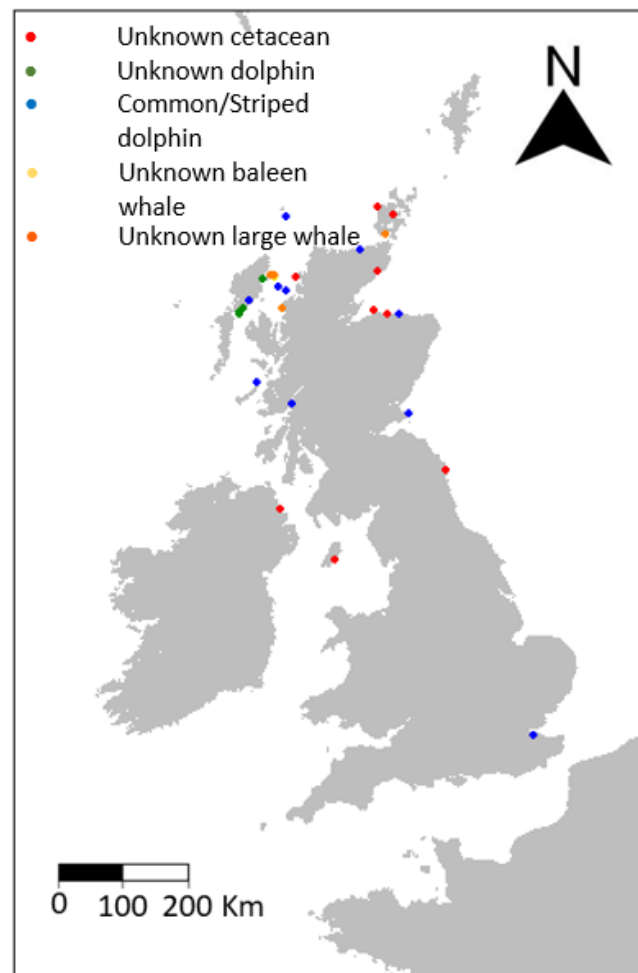 Unknown cetacean
Unknown dolphin
Common/Striped
dolphin
Unknown baleen
whale
Unknown large whale
N
0 100 200 Km